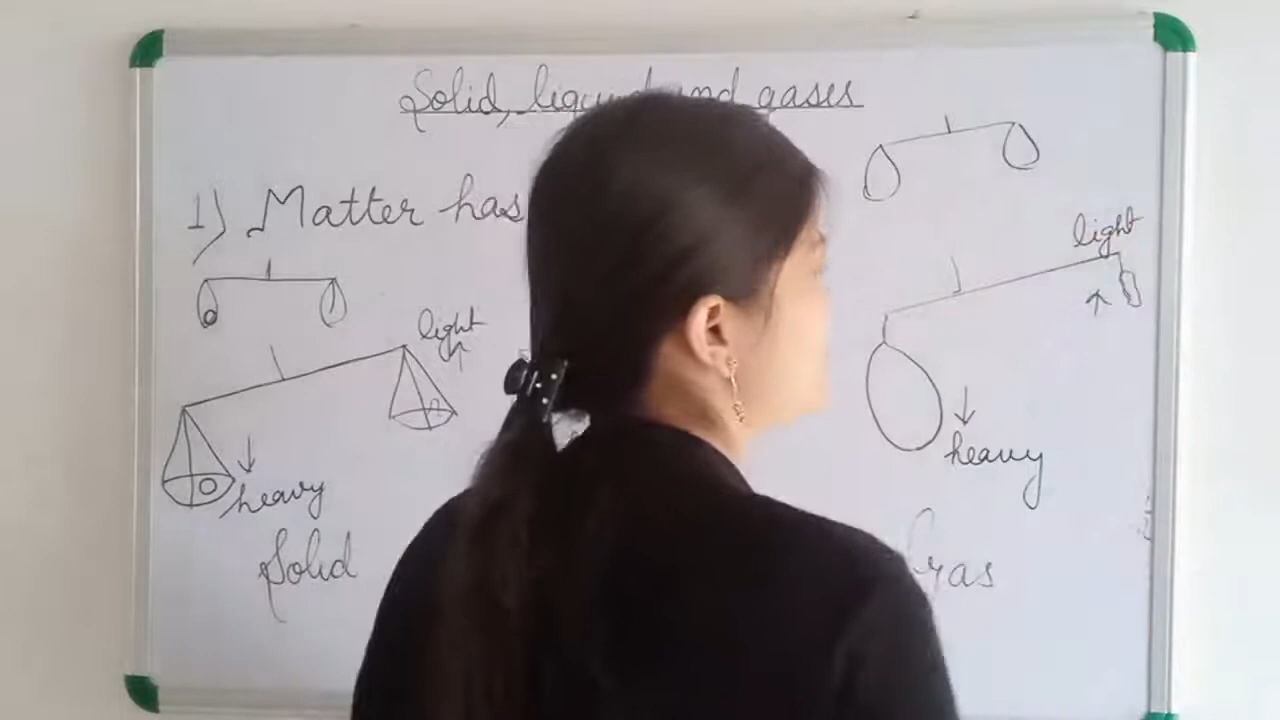 Solid, liquid and gases
1) Matter has
light
light
heavy
heavy
Solid
Gas